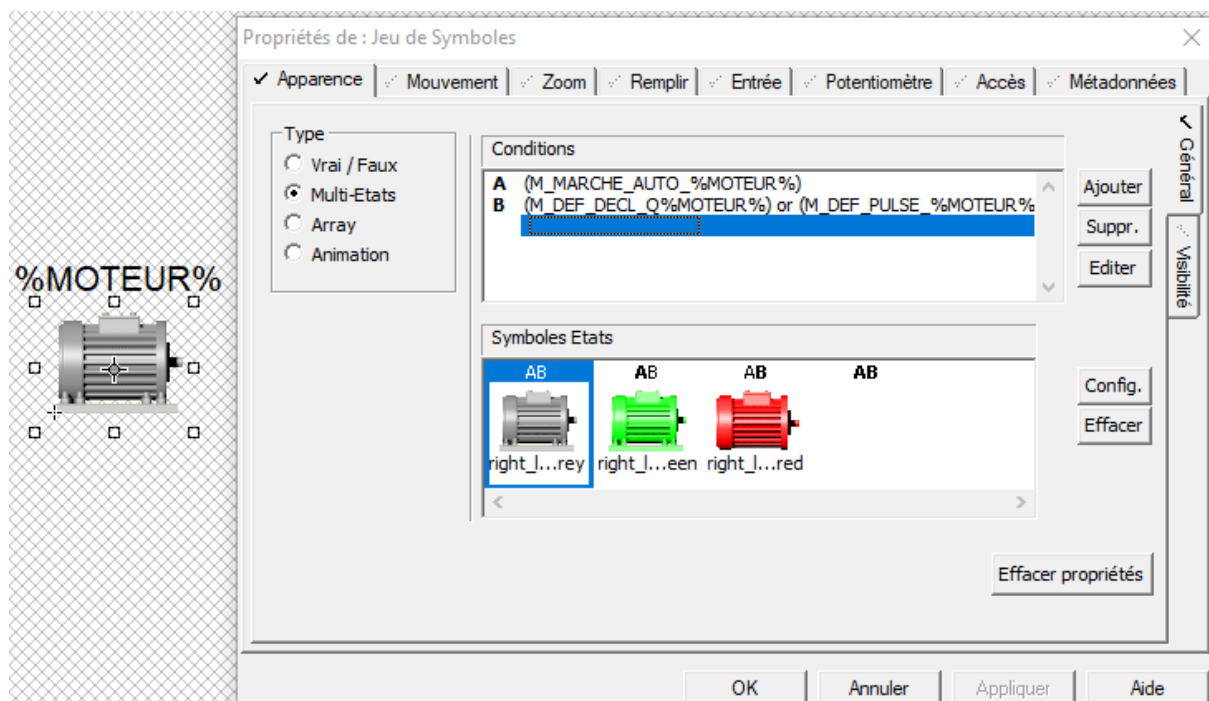 Propriétés de : Jeu de Symboles
Apparence Mouvement Zoom Remplir Entrée Potentiomètre Accès Métadonnées
Général
Visibilité
Type
Vrai / Faux
Multi-Etats
Array
Animation
Conditions
A (M_MARCHE_AUTO_%MOTEUR%)
B (M_DEF_DECL_Q%MOTEUR%) or (M_DEF_PULSE_%MOTEUR%
Ajouter
Suppr.
Editer
%MOTEUR%
Symboles Etats
AB AB AB AB
right_l...rey right_l...een right_l...red
Config.
Effacer
Effacer propriétés
OK Annuler Appliquer Aide